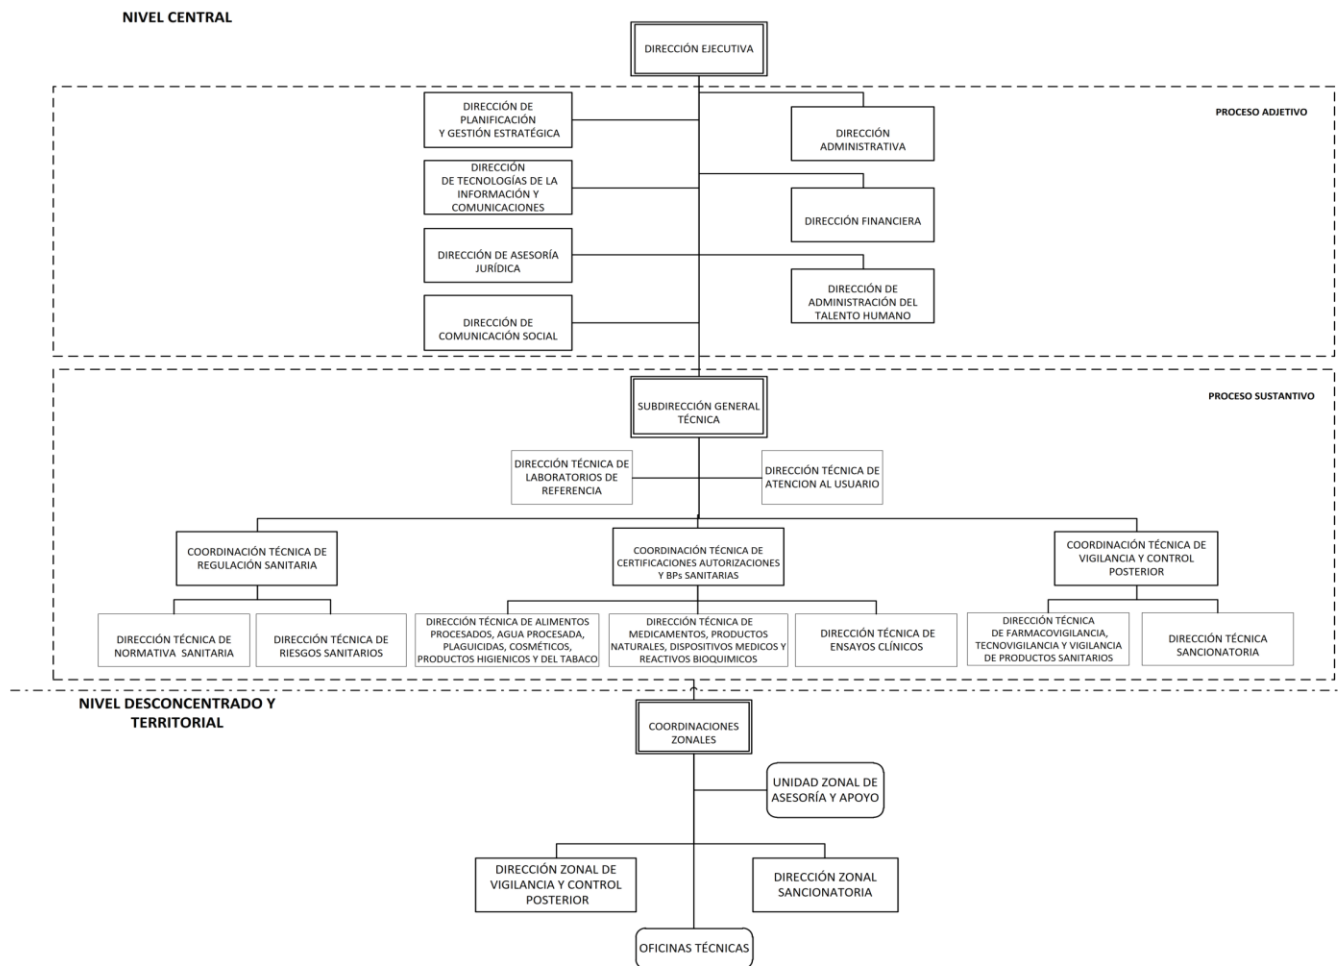 NIVEL CENTRAL
DIRECCIÓN EJECUTIVA
PROCESO ADJETIVO
DIRECCIÓN DE
PLANIFICACIÓN
Y GESTIÓN ESTRATÉGICA
DIRECCIÓN
ADMINISTRATIVA
DIRECCIÓN
DE TECNOLOGÍAS DE LA
INFORMACIÓN Y
COMUNICACIONES
DIRECCIÓN FINANCIERA
DIRECCIÓN DE ASESORÍA
JURÍDICA
DIRECCIÓN DE
ADMINISTRACIÓN DEL
TALENTO HUMANO
DIRECCIÓN DE
COMUNICACIÓN SOCIAL
PROCESO SUSTANTIVO
SUBDIRECCIÓN GENERAL
TÉCNICA
DIRECCIÓN TÉCNICA DE
LABORATORIOS DE
REFERENCIA
DIRECCIÓN TÉCNICA DE
ATENCION AL USUARIO
COORDINACIÓN TÉCNICA DE
REGULACIÓN SANITARIA
COORDINACIÓN TÉCNICA DE
CERTIFICACIONES AUTORIZACIONES
Y BPs SANITARIAS
COORDINACIÓN TÉCNICA DE
VIGILANCIA Y CONTROL
POSTERIOR
DIRECCIÓN TÉCNICA DE
NORMATIVA SANITARIA
DIRECCIÓN TÉCNICA DE
RIESGOS SANITARIOS
DIRECCIÓN TÉCNICA DE ALIMENTOS
PROCESADOS, AGUA PROCESADA,
PLAGUICIDAS, COSMÉTICOS,
PRODUCTOS HIGIENICOS Y DEL TABACO
DIRECCIÓN TÉCNICA DE
MEDICAMENTOS, PRODUCTOS
NATURALES, DISPOSITIVOS MEDICOS Y
REACTIVOS BIOQUIMICOS
DIRECCIÓN TÉCNICA DE
ENSAYOS CLÍNICOS
DIRECCIÓN TÉCNICA
DE FARMACOVIGILANCIA,
TECNOVIGILANCIA Y VIGILANCIA
DE PRODUCTOS SANITARIOS
DIRECCIÓN TÉCNICA
SANCIONATORIA
NIVEL DESCONCENTRADO Y
TERRITORIAL
COORDINACIONES
ZONALES
UNIDAD ZONAL DE
ASESORÍA Y APOYO
DIRECCIÓN ZONAL DE
VIGILANCIA Y CONTROL
POSTERIOR
DIRECCIÓN ZONAL
SANCIONATORIA
OFICINAS TÉCNICAS